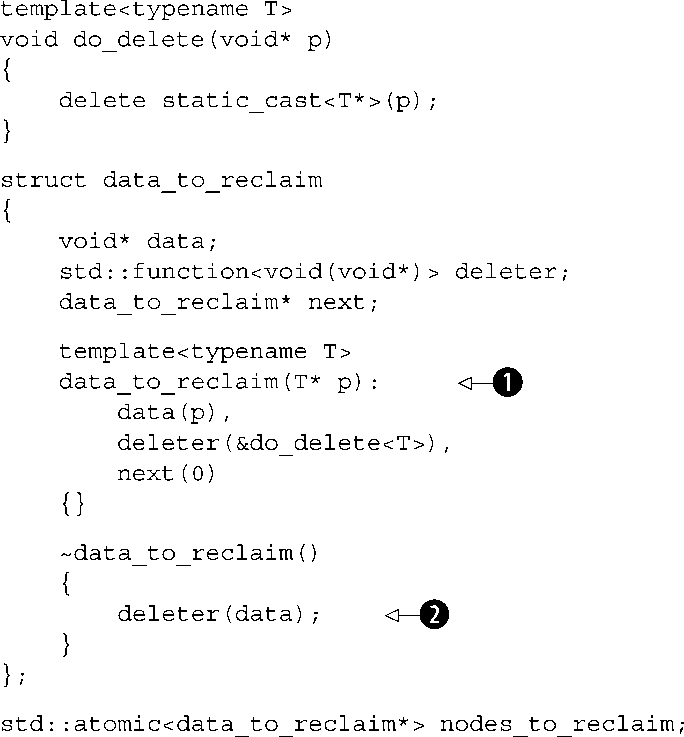 template<typename T>
void do_delete(void* p)
{
    delete static_cast<T*>(p);
}
struct data_to_reclaim
{
    void* data;
    std::function<void(void*)> deleter;
    data_to_reclaim* next;
    template<typename T>
    data_to_reclaim(T* p): 1
        data(p),
        deleter(&do_delete<T>),
        next(0)
    {}
    ~data_to_reclaim()
    {
        deleter(data); 2
    }
};
std::atomic<data_to_reclaim*> nodes_to_reclaim;